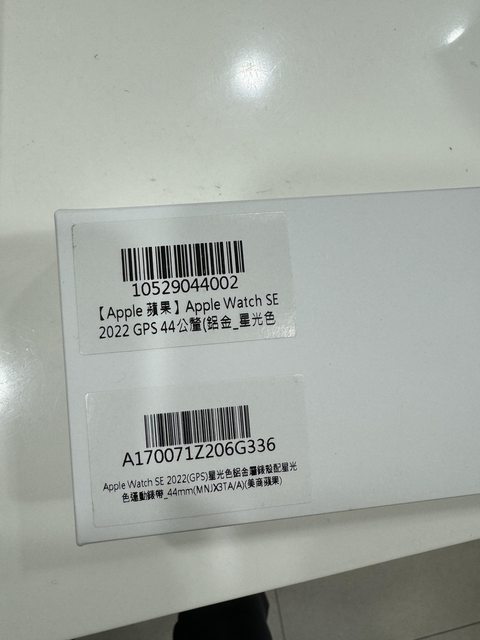 10529044002
【Apple 蘋果】Apple Watch SE
2022 GPS 44公釐(鋁金_星光色
A170071Z206G336
Apple Watch SE 2022(GPS)星光色鋁金屬錶殼配星光
色運動錶帶_44mm(MNJX3TA/A)(美商蘋果)